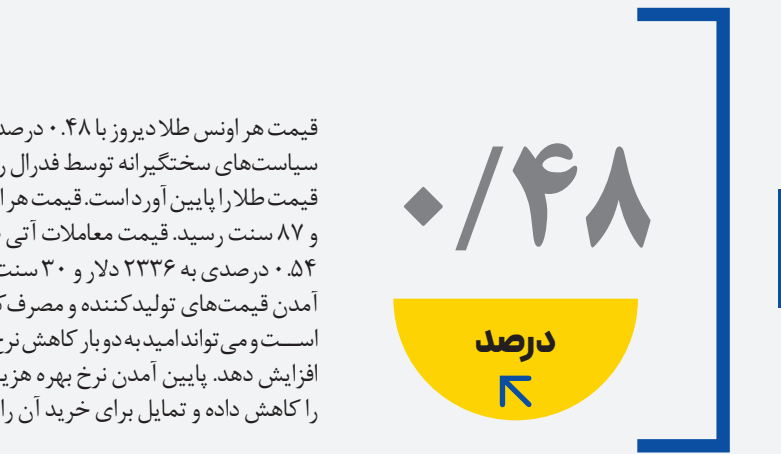 ۰/۴۸
درصد
قیمت هر اونس طلا دیروز با ۰.۴۸ درصد
سیاست‌های سختگیرانه توسط فدرال
قیمت طلا را پایین آورد است. قیمت هر
و ۸۷ سنت رسید. قیمت معاملات آتی
۰.۵۴ درصدی به ۲۳۳۶ دلار و ۳۰ سنت
آمدن قیمت‌های تولیدکننده و
است و می‌تواند امید به دو بار کاهش نرخ
افزایش دهد. پایین آمدن نرخ بهره
را کاهش داده و تمایل برای خرید آن را